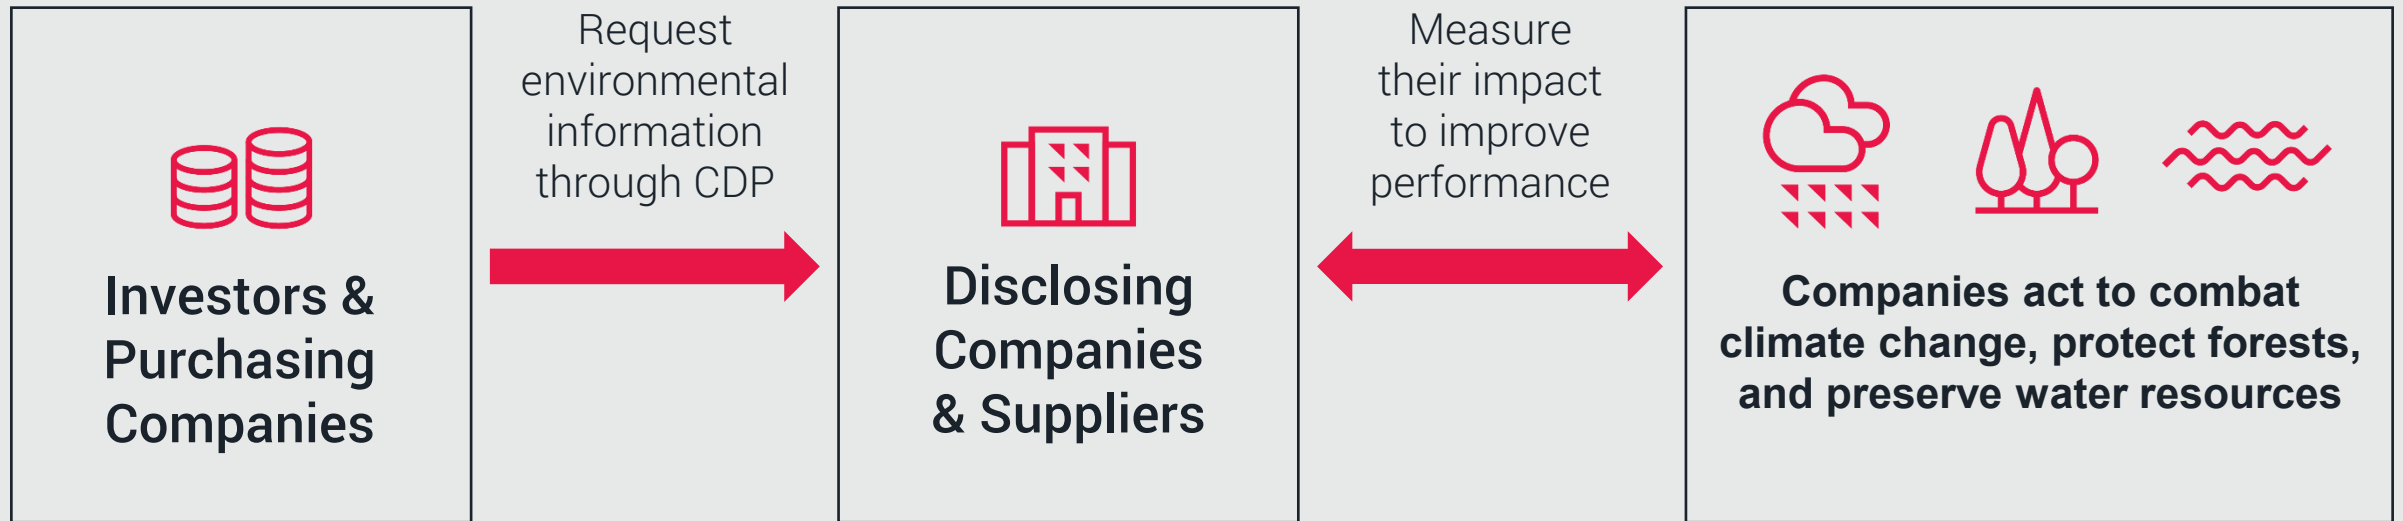 Investors &
Purchasing
Companies
Request
environmental
information
through CDP
Disclosing
Companies
& Suppliers
Measure
their impact
to improve
performance
Companies act to combat
climate change, protect forests,
and preserve water resources